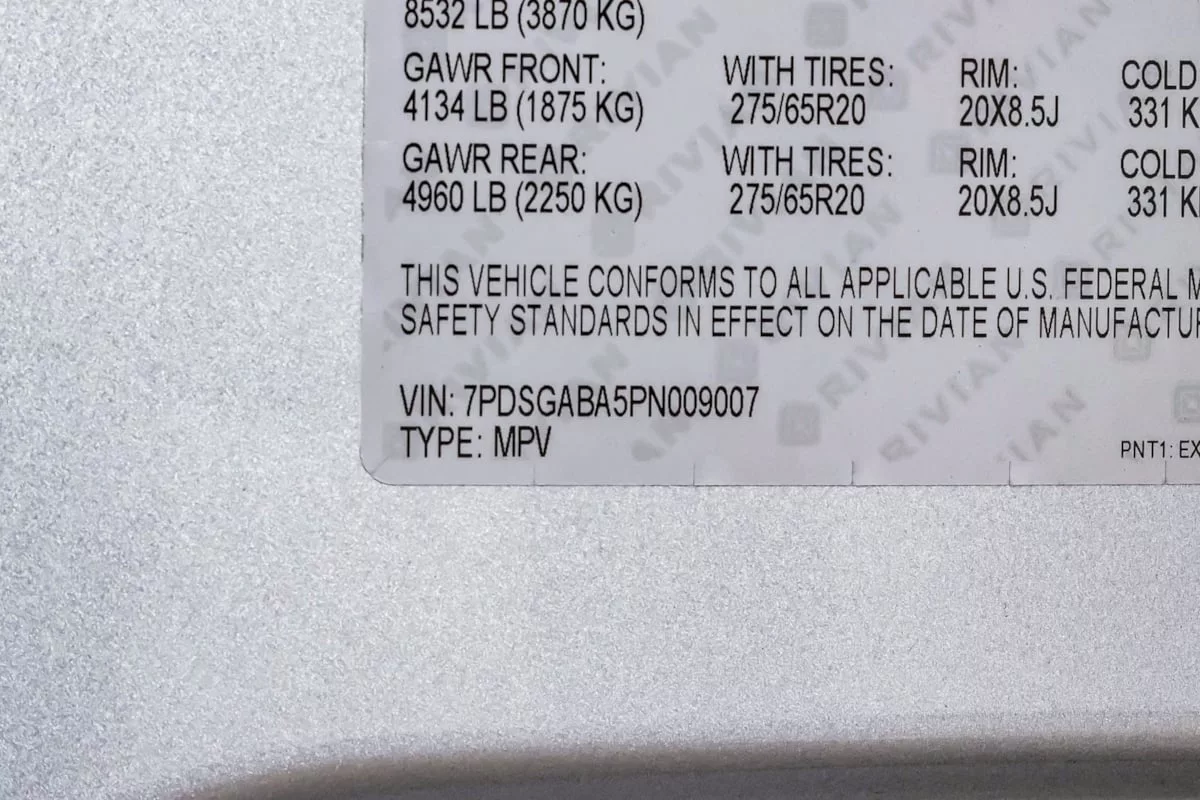 8532 LB (3870 KG)
GAWR FRONT: WITH TIRES: RIM: COLD
4134 LB (1875 KG) 275/65R20 20X8.5J 331 K
GAWR REAR: WITH TIRES: RIM: COLD
4960 LB (2250 KG) 275/65R20 20X8.5J 331 K
THIS VEHICLE CONFORMS TO ALL APPLICABLE U.S. FEDERAL M
SAFETY STANDARDS IN EFFECT ON THE DATE OF MANUFACTUR
VIN: 7PDSGABA5PN009007
TYPE: MPV
PNT1: EX
RIVIAN